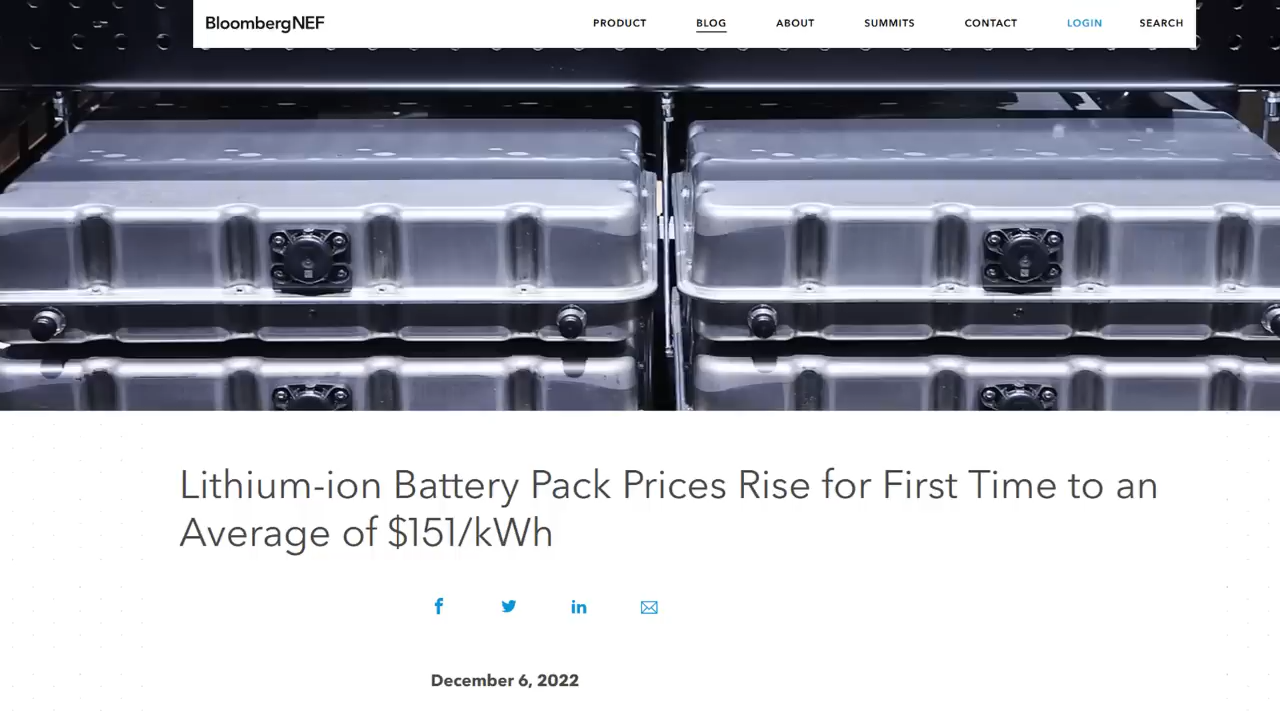 BloombergNEF
PRODUCT
BLOG
ABOUT
SUMMITS
CONTACT
LOGIN
SEARCH
Lithium-ion Battery Pack Prices Rise for First Time to an
Average of $151/kWh
December 6, 2022